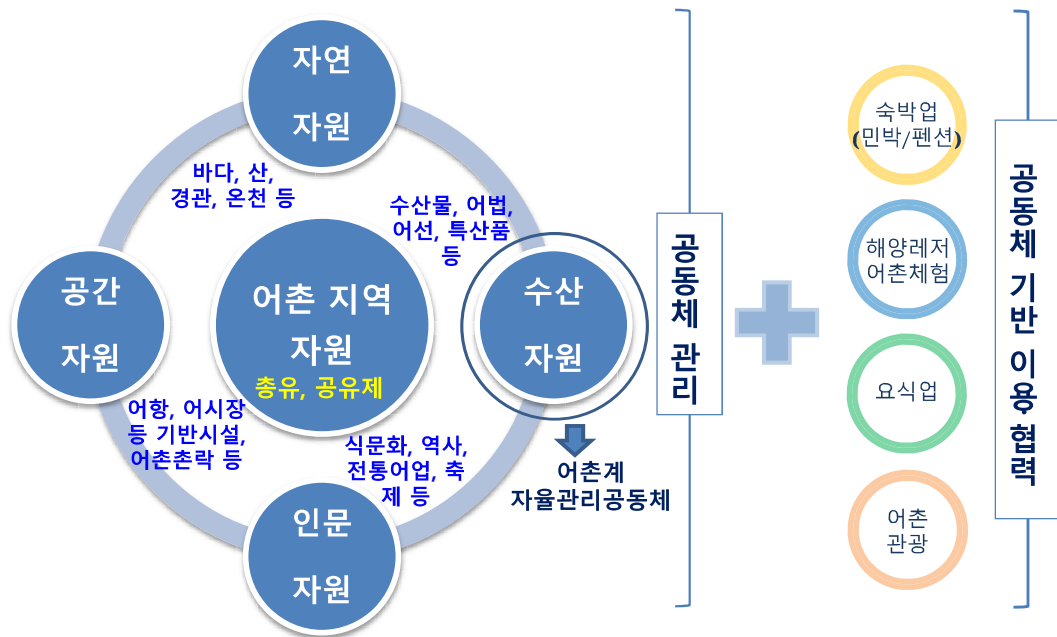 자연
자원
바다, 산,
경관, 온천 등
수산물, 어법,
어선, 특산품
등
공간
자원
어촌 지역
자원
총유, 공유제
수산
자원
어항, 어시장
등 기반시설,
어촌촌락 등
식문화, 역사,
전통어업, 축
제 등
인문
자원
어촌계
자율관리공동체
공동체 관리
숙박업
(민박/펜션)
해양레저
어촌체험
요식업
어촌
관광
공동체 기반 이용·협력